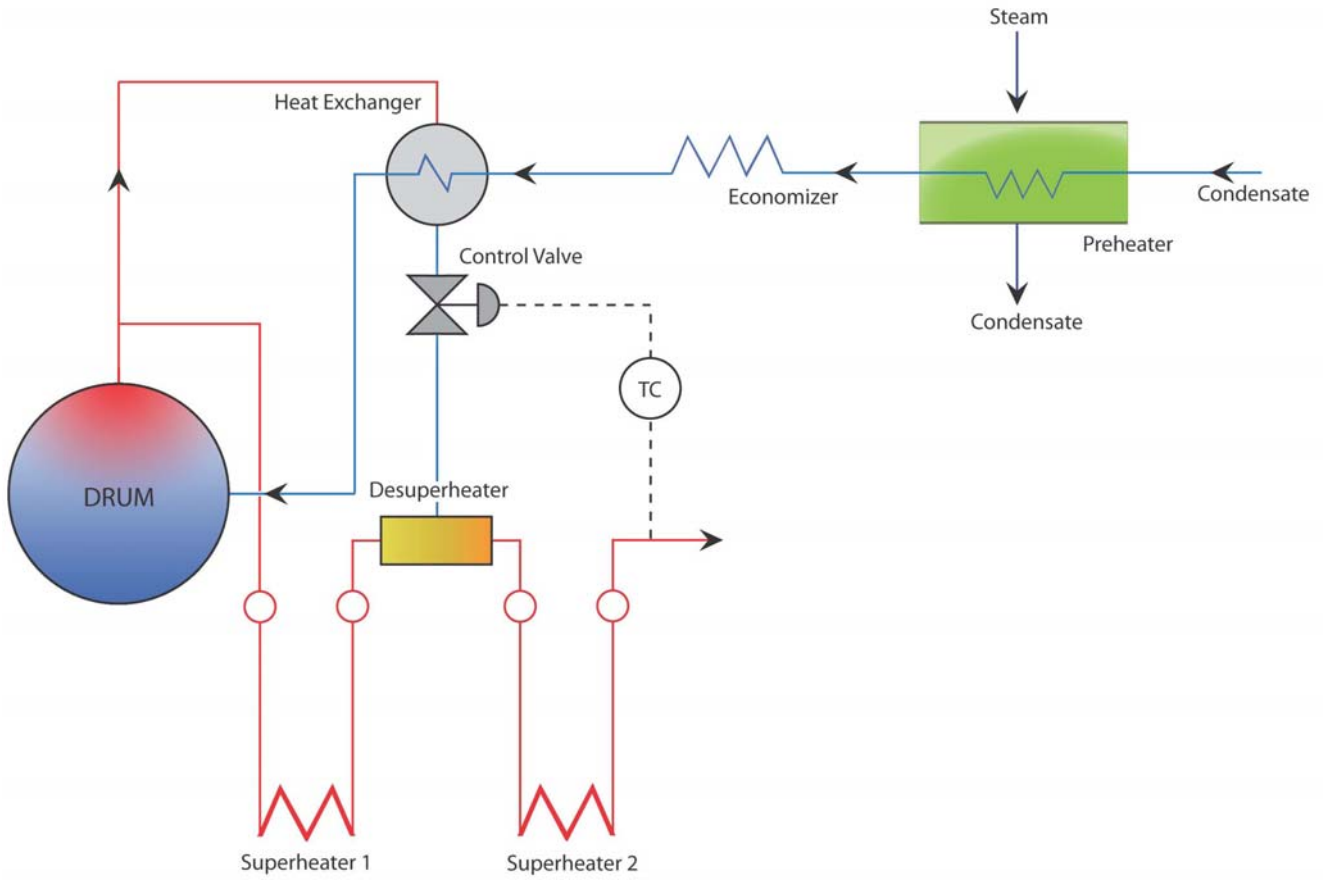 Steam
Heat Exchanger
Economizer
Condensate
Preheater
Control Valve
Condensate
TC
DRUM
Desuperheater
Superheater 1
Superheater 2